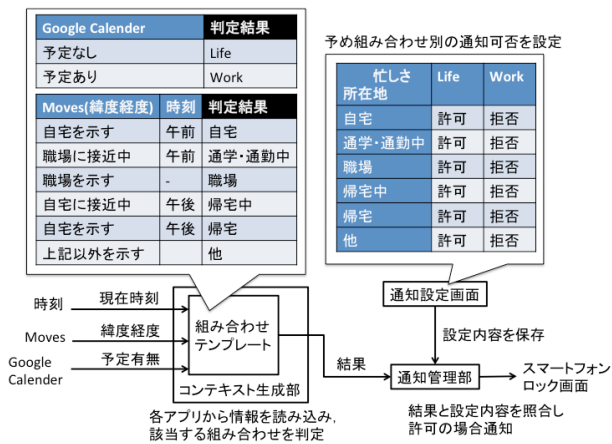 Google Calender 判定結果
予定なし Life
予定あり Work
Moves(緯度経度) 時刻 判定結果
自宅を示す 午前 自宅
職場に接近中 午前 通学・通勤中
職場を示す - 職場
自宅に接近中 午後 帰宅中
自宅を示す 午後 帰宅
上記以外を示す 他
予め組み合わせ別の通知可否を設定
忙しさ Life Work
所在地
自宅 許可 拒否
通学・通勤中 許可 拒否
職場 許可 拒否
帰宅中 許可 拒否
帰宅 許可 拒否
他 許可 拒否
時刻
現在時刻
Moves
緯度経度
Google
Calender
予定有無
組み合わせ
テンプレート
コンテキスト生成部
各アプリから情報を読み込み,
該当する組み合わせを判定
結果
通知設定画面
設定内容を保存
通知管理部
スマートフォン
ロック画面
結果と設定内容を照合し
許可の場合通知